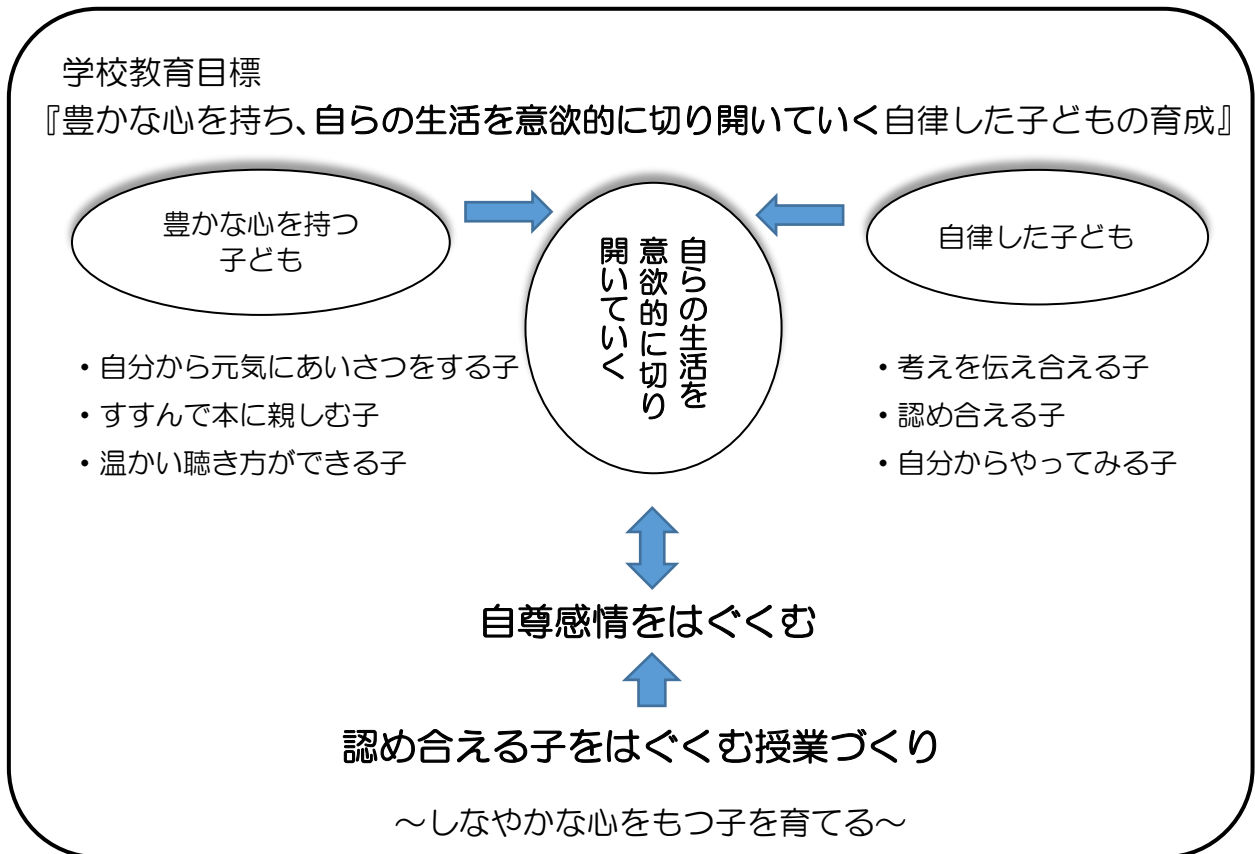 学校教育目標
『豊かな心を持ち、自らの生活を意欲的に切り開いていく自律した子どもの育成』
豊かな心を持つ
子ども
自らの生活を
意欲的に切り
開いていく
自律した子ども
・自分から元気にあいさつをする子
・すすんで本に親しむ子
・温かい聴き方ができる子
・考えを伝え合える子
・認め合える子
・自分からやってみる子
自尊感情をはぐくむ
認め合える子をはぐくむ授業づくり
～しなやかな心をもつ子を育てる～